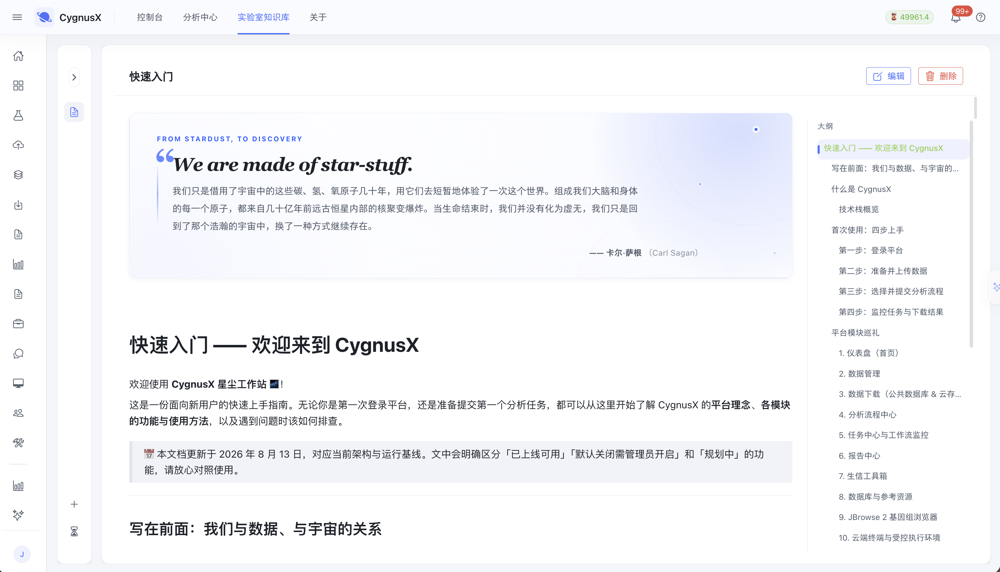 CygnusX
控制台
分析中心
实验室知识库
关于
49961.4
99+
快速入门
编辑
删除
FROM STARDUST, TO DISCOVERY
“We are made of star-stuff.
我们只是借用了宇宙中的这些碳、氢、氧原子几十年，用它们去短暂地体验了一次这个世界。组成我们大脑和身体
的每一个原子，都来自几十亿年前远古恒星内部的核聚变爆炸。当生命结束时，我们并没有化为虚无，我们只是回
到了那个浩瀚的宇宙中，换了一种方式继续存在。
—— 卡尔·萨根 （Carl Sagan）
快速入门 —— 欢迎来到 CygnusX
欢迎使用 CygnusX 星尘工作站 🌌！
这是一份面向新用户的快速上手指南。无论你是第一次登录平台，还是准备提交第一个分析任务，都可以从这里开始了解 CygnusX 的平台理念、各模块
的功能与使用方法，以及遇到问题时该如何排查。
📅 本文档更新于 2026 年 8 月 13 日，对应当前架构与运行基线。文中会明确区分「已上线可用」「默认关闭需管理员开启」和「规划中」的功
能，请放心对照使用。
写在前面：我们与数据、与宇宙的关系
大纲
快速入门 —— 欢迎来到 CygnusX
写在前面：我们与数据、与宇宙的...
什么是 CygnusX
技术栈概览
首次使用：四步上手
第一步：登录平台
第二步：准备并上传数据
第三步：选择并提交分析流程
第四步：监控任务与下载结果
平台模块巡礼
1. 仪表盘（首页）
2. 数据管理
3. 数据下载（公共数据库 & 云存...
4. 分析流程中心
5. 任务中心与工作流监控
6. 报告中心
7. 生信工具箱
8. 数据库与参考资源
9. JBrowse 2 基因组浏览器
10. 云端终端与受控执行环境
J